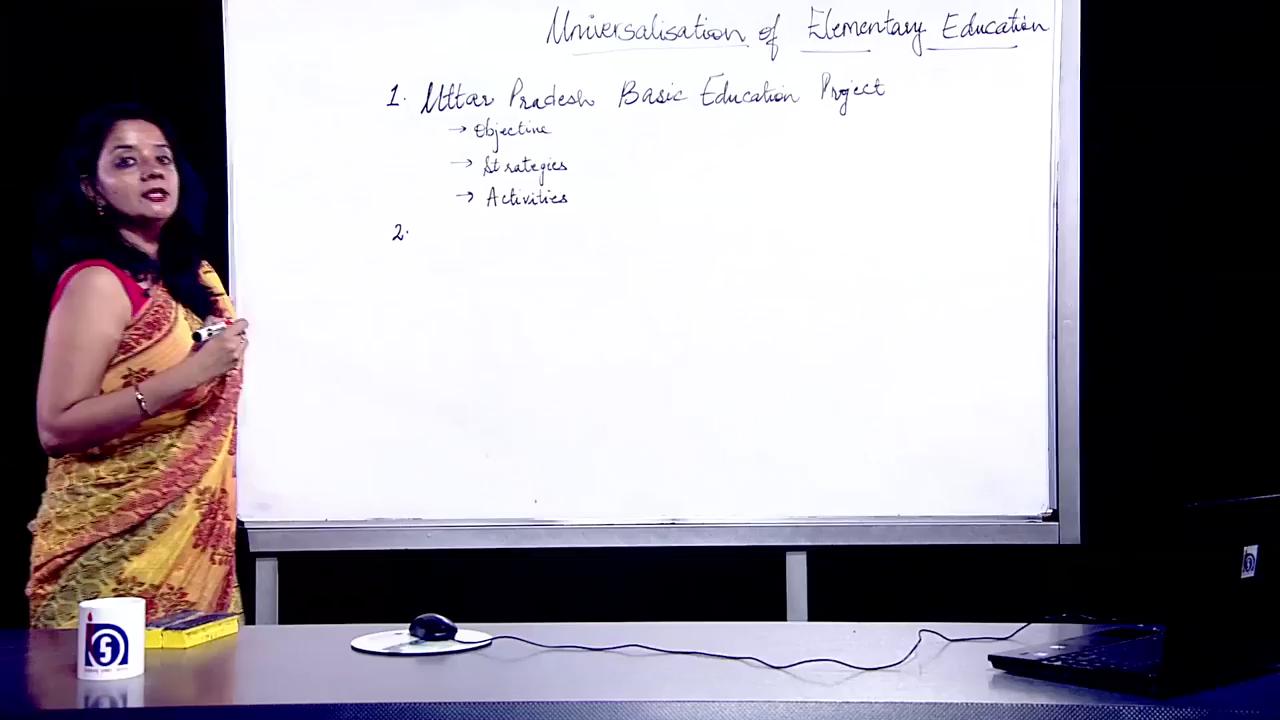 Universalisation of Elementary Education
1. Uttar Pradesh Basic Education Project
→ Objective
→ Strategies
→ Activities
2.